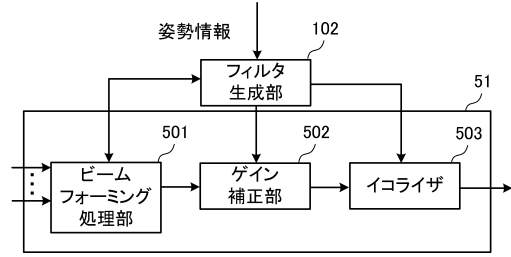 姿勢情報
102
フィルタ
生成部
51
501
502
503
ビーム
フォーミング
処理部
ゲイン
補正部
イコライザ